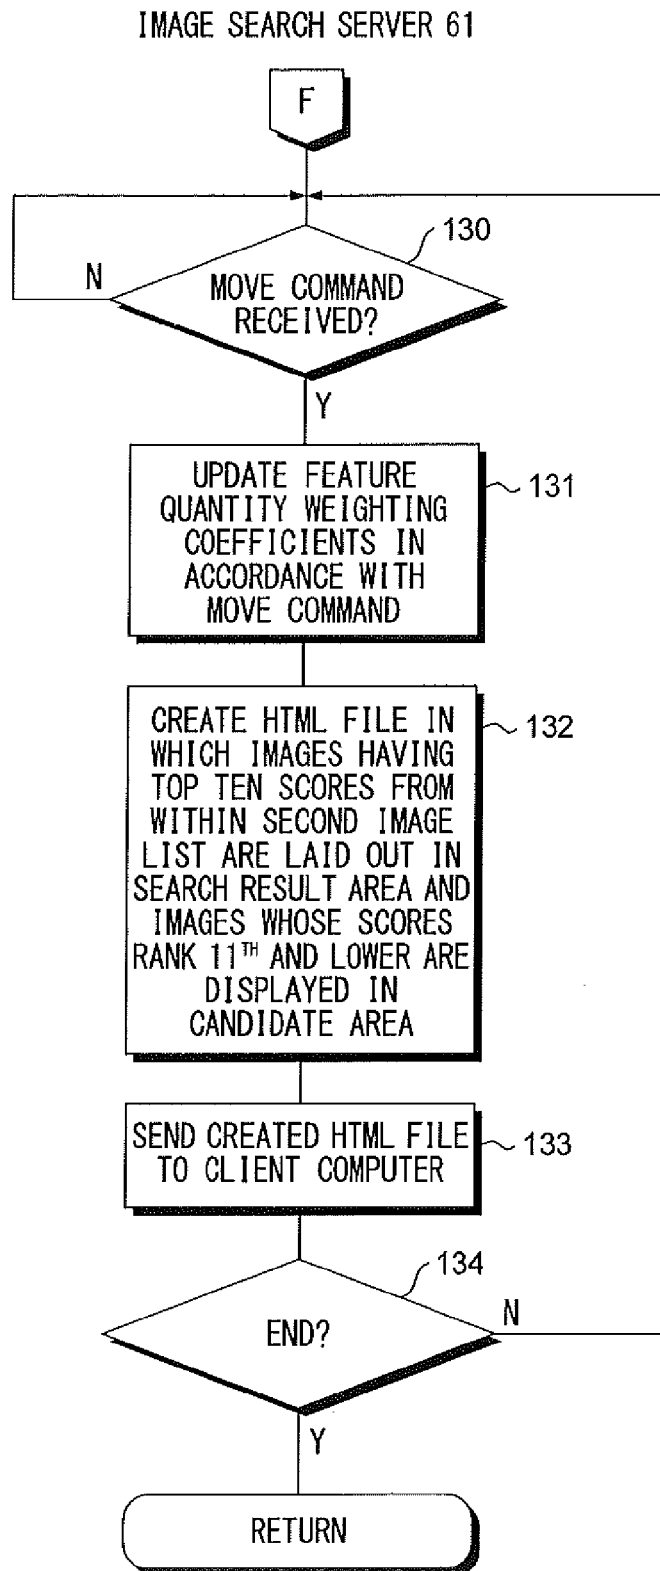 IMAGE SEARCH SERVER 61
F
130
N
MOVE COMMAND
RECEIVED?
Y
UPDATE FEATURE
QUANTITY WEIGHTING
COEFFICIENTS IN
ACCORDANCE WITH
MOVE COMMAND
131
CREATE HTML FILE IN
WHICH IMAGES HAVING
TOP TEN SCORES FROM
WITHIN SECOND IMAGE
LIST ARE LAID OUT IN
SEARCH RESULT AREA AND
IMAGES WHOSE SCORES
RANK 11TH AND LOWER ARE
DISPLAYED IN
CANDIDATE AREA
132
SEND CREATED HTML FILE
TO CLIENT COMPUTER
133
134
END?
N
Y
RETURN